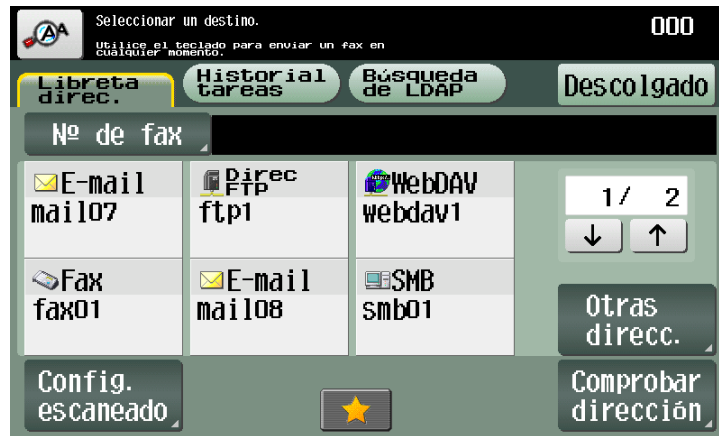 Seleccionar un destino.
000
Utilice el teclado para enviar un fax en
cualquier momento.
Libreta
direc.
Historial
tareas
Búsqueda
de LDAP
Descolgado
Nº de fax
E-mail
mail07
Direc
FTP
ftp1
WebDAV
webdav1
1/ 2
↓ ↑
Fax
fax01
E-mail
mail08
SMB
smb01
Otras
direcc.
Config.
escaneado
Comprobar
dirección